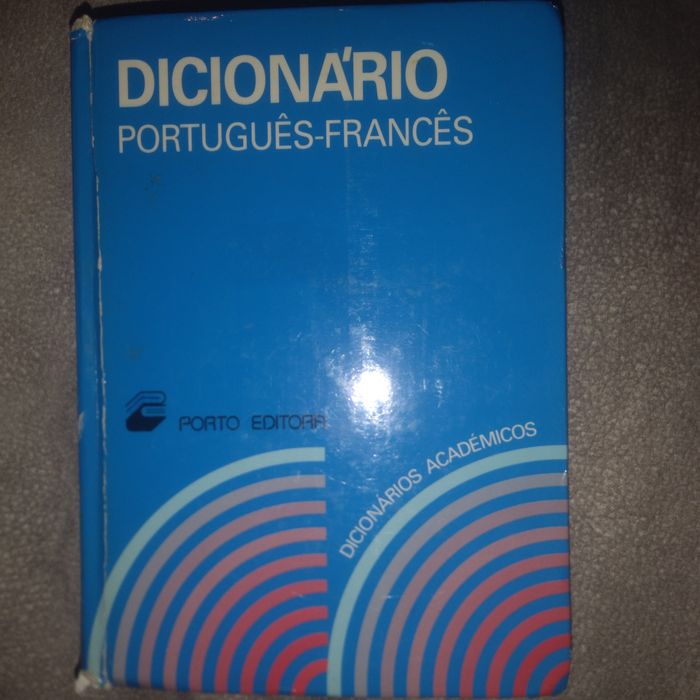 DICIONÁRIO
PORTUGUÊS-FRANCÊS
PORTO EDITORA
DICIONÁRIOS ACADÉMICOS